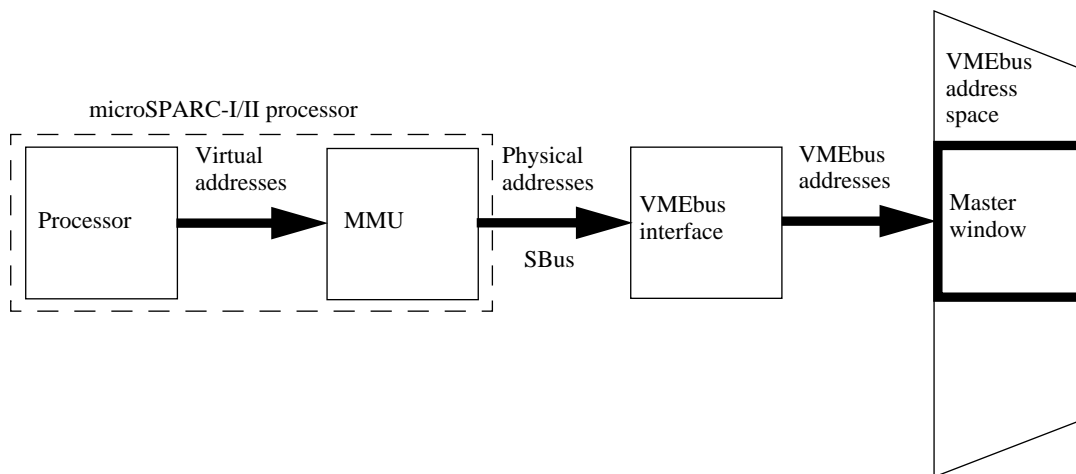 microSPARC-I/II processor
Processor
Virtual
addresses
MMU
Physical
addresses
SBus
VMEbus
interface
VMEbus
addresses
VMEbus
address
space
Master
window